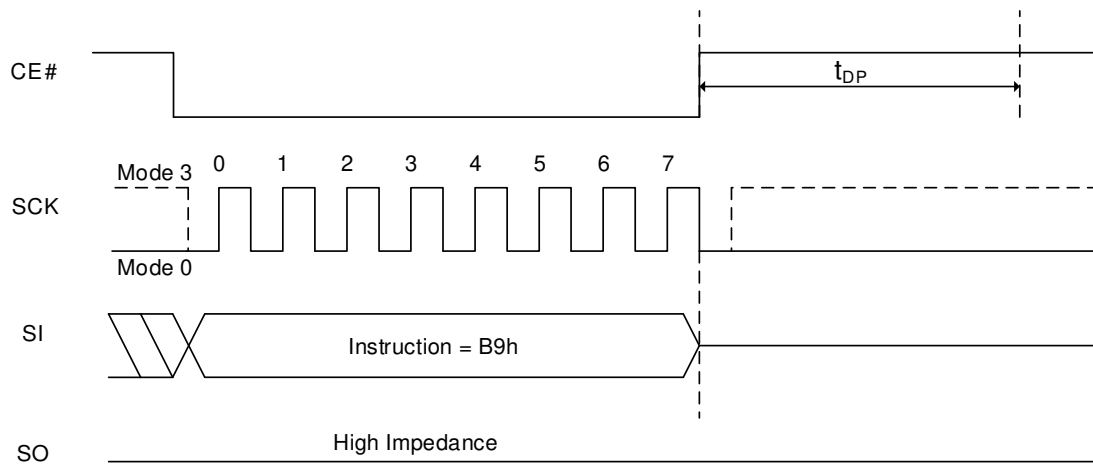 CE#
tDP
Mode 3
0 1 2 3 4 5 6 7
SCK
Mode 0
SI
Instruction = B9h
High Impedance
SO